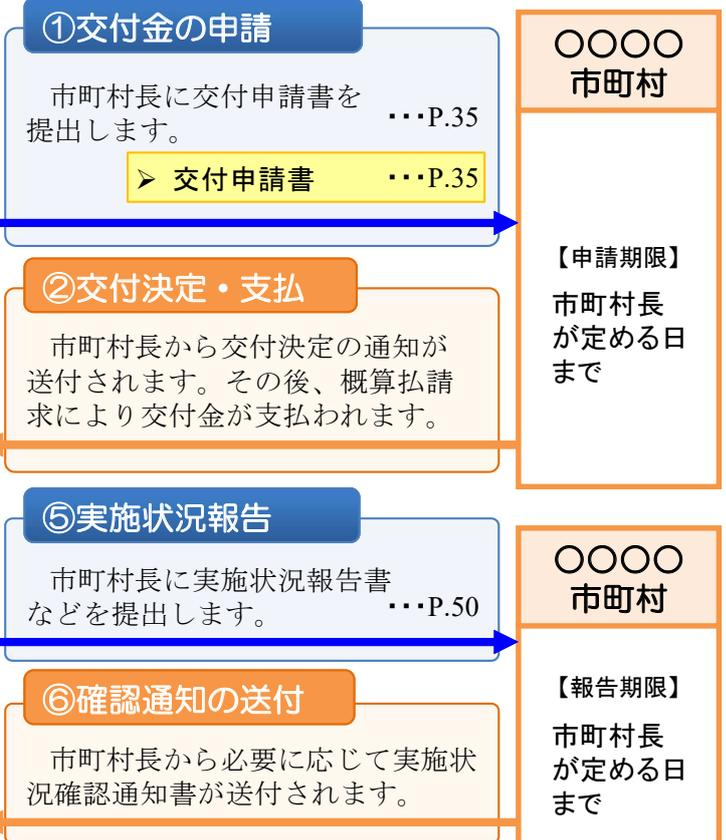 ①交付金の申請
市町村長に交付申請書を
提出します。
･･･P.35
➢ 交付申請書 ･･･P.35
②交付決定・支払
市町村長から交付決定の通知が
送付されます。その後、概算払請
求により交付金が支払われます。
〇〇〇〇
市町村
【申請期限】
市町村長
が定める日
まで
⑤実施状況報告
市町村長に実施状況報告書
などを提出します。
･･･P.50
⑥確認通知の送付
市町村長から必要に応じて実施状
況確認通知書が送付されます。
〇〇〇〇
市町村
【報告期限】
市町村長
が定める日
まで